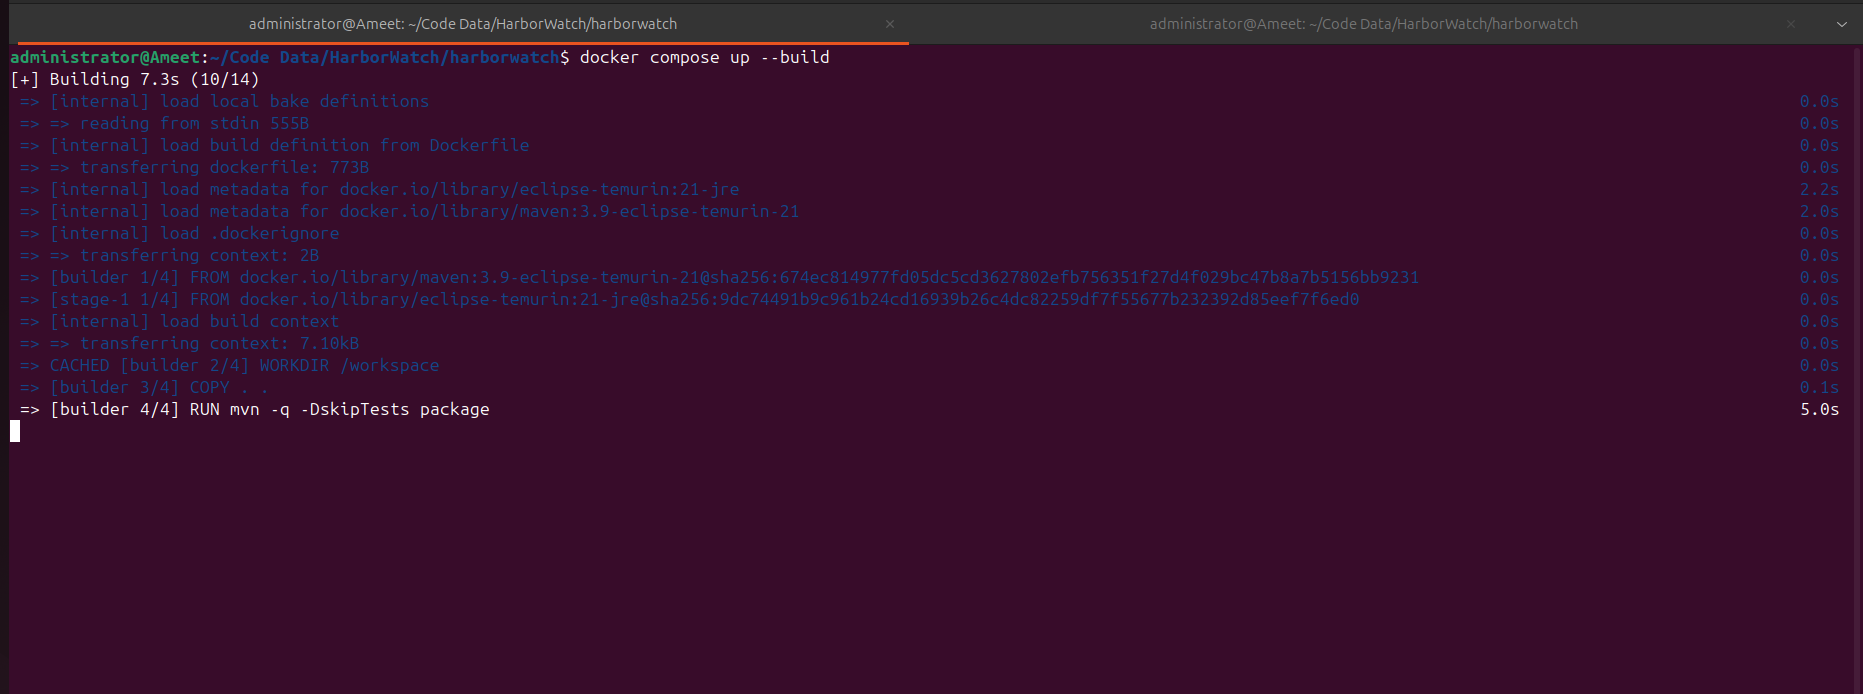 administrator@Ameet: ~/Code Data/HarborWatch/harborwatch × administrator@Ameet: ~/Code Data/HarborWatch/harborwatch ×
administrator@Ameet:~/Code Data/HarborWatch/harborwatch$ docker compose up --build
[+] Building 7.3s (10/14)
=> [internal] load local bake definitions 0.0s
=> => reading from stdin 555B 0.0s
=> [internal] load build definition from Dockerfile 0.0s
=> => transferring dockerfile: 773B 0.0s
=> [internal] load metadata for docker.io/library/eclipse-temurin:21-jre 2.2s
=> [internal] load metadata for docker.io/library/maven:3.9-eclipse-temurin-21 2.0s
=> [internal] load .dockerignore 0.0s
=> => transferring context: 2B 0.0s
=> [builder 1/4] FROM docker.io/library/maven:3.9-eclipse-temurin-21@sha256:674ec814977fd05dc5cd3627802efb756351f27d4f029bc47b8a7b5156bb9231 0.0s
=> [stage-1 1/4] FROM docker.io/library/eclipse-temurin:21-jre@sha256:9dc74491b9c961b24cd16939b26c4dc82259df7f55677b232392d85eef7f6ed0 0.0s
=> [internal] load build context 0.0s
=> => transferring context: 7.10kB 0.0s
=> CACHED [builder 2/4] WORKDIR /workspace 0.0s
=> [builder 3/4] COPY . . 0.1s
=> [builder 4/4] RUN mvn -q -DskipTests package 5.0s